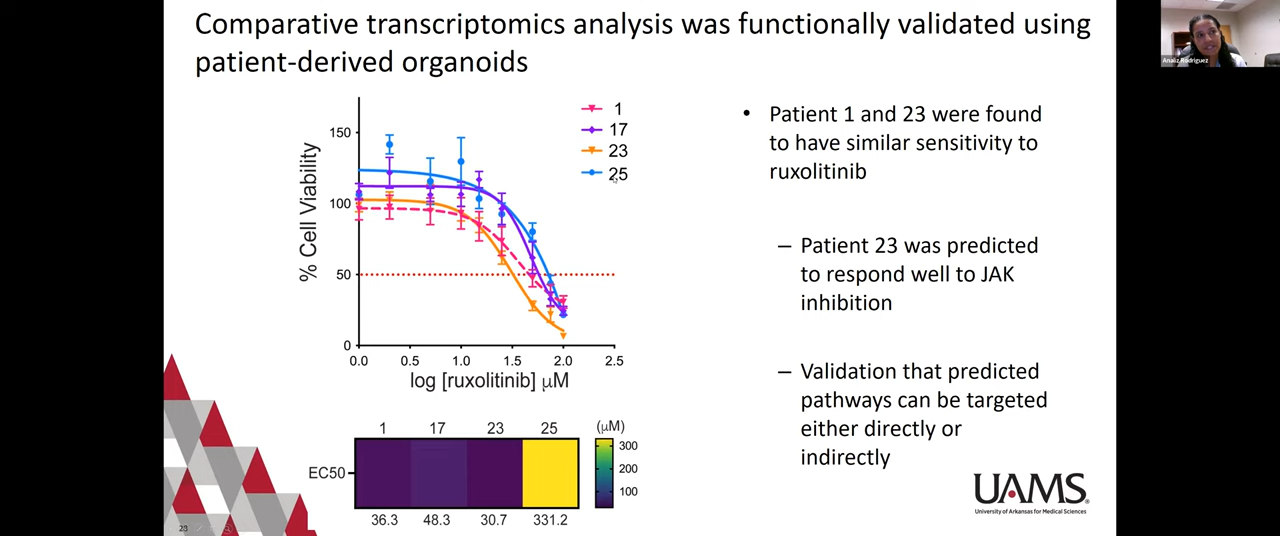 Comparative transcriptomics analysis was functionally validated using
patient-derived organoids
Analiz Rodriguez
1
17
23
25
% Cell Viability
150
100
50
0
0.0 0.5 1.0 1.5 2.0 2.5
log [ruxolitinib] µM
1 17 23 25 (µM)
EC50
300
200
100
36.3 48.3 30.7 331.2
• Patient 1 and 23 were found
to have similar sensitivity to
ruxolitinib
– Patient 23 was predicted
to respond well to JAK
inhibition
– Validation that predicted
pathways can be targeted
either directly or
indirectly
UAMS®
University of Arkansas for Medical Sciences
28